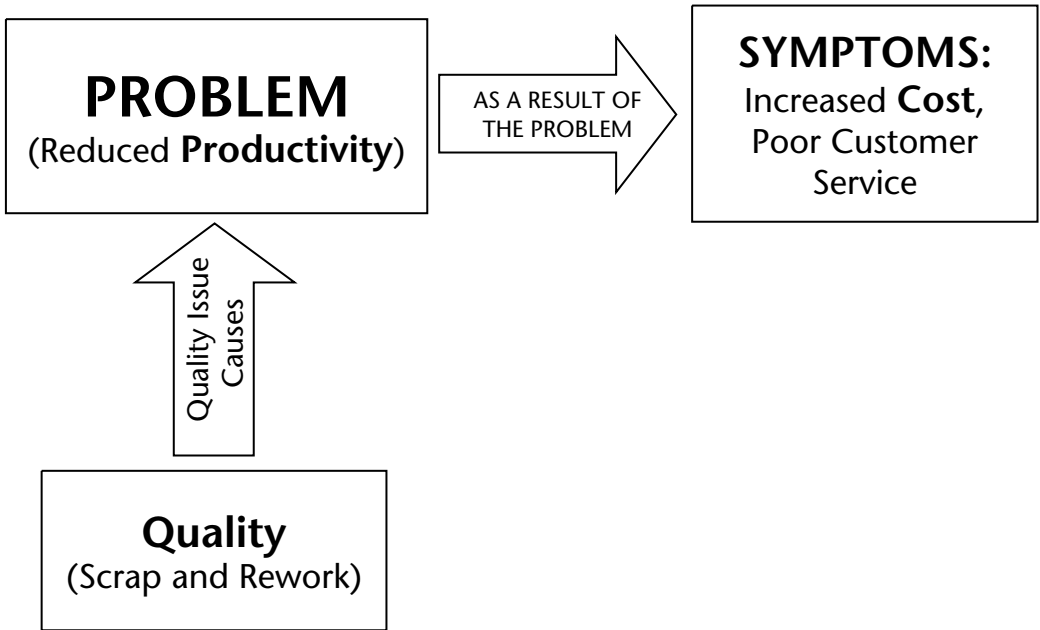 PROBLEM
(Reduced Productivity)
AS A RESULT OF
THE PROBLEM
SYMPTOMS:
Increased Cost,
Poor Customer
Service
Quality Issue
Causes
Quality
(Scrap and Rework)